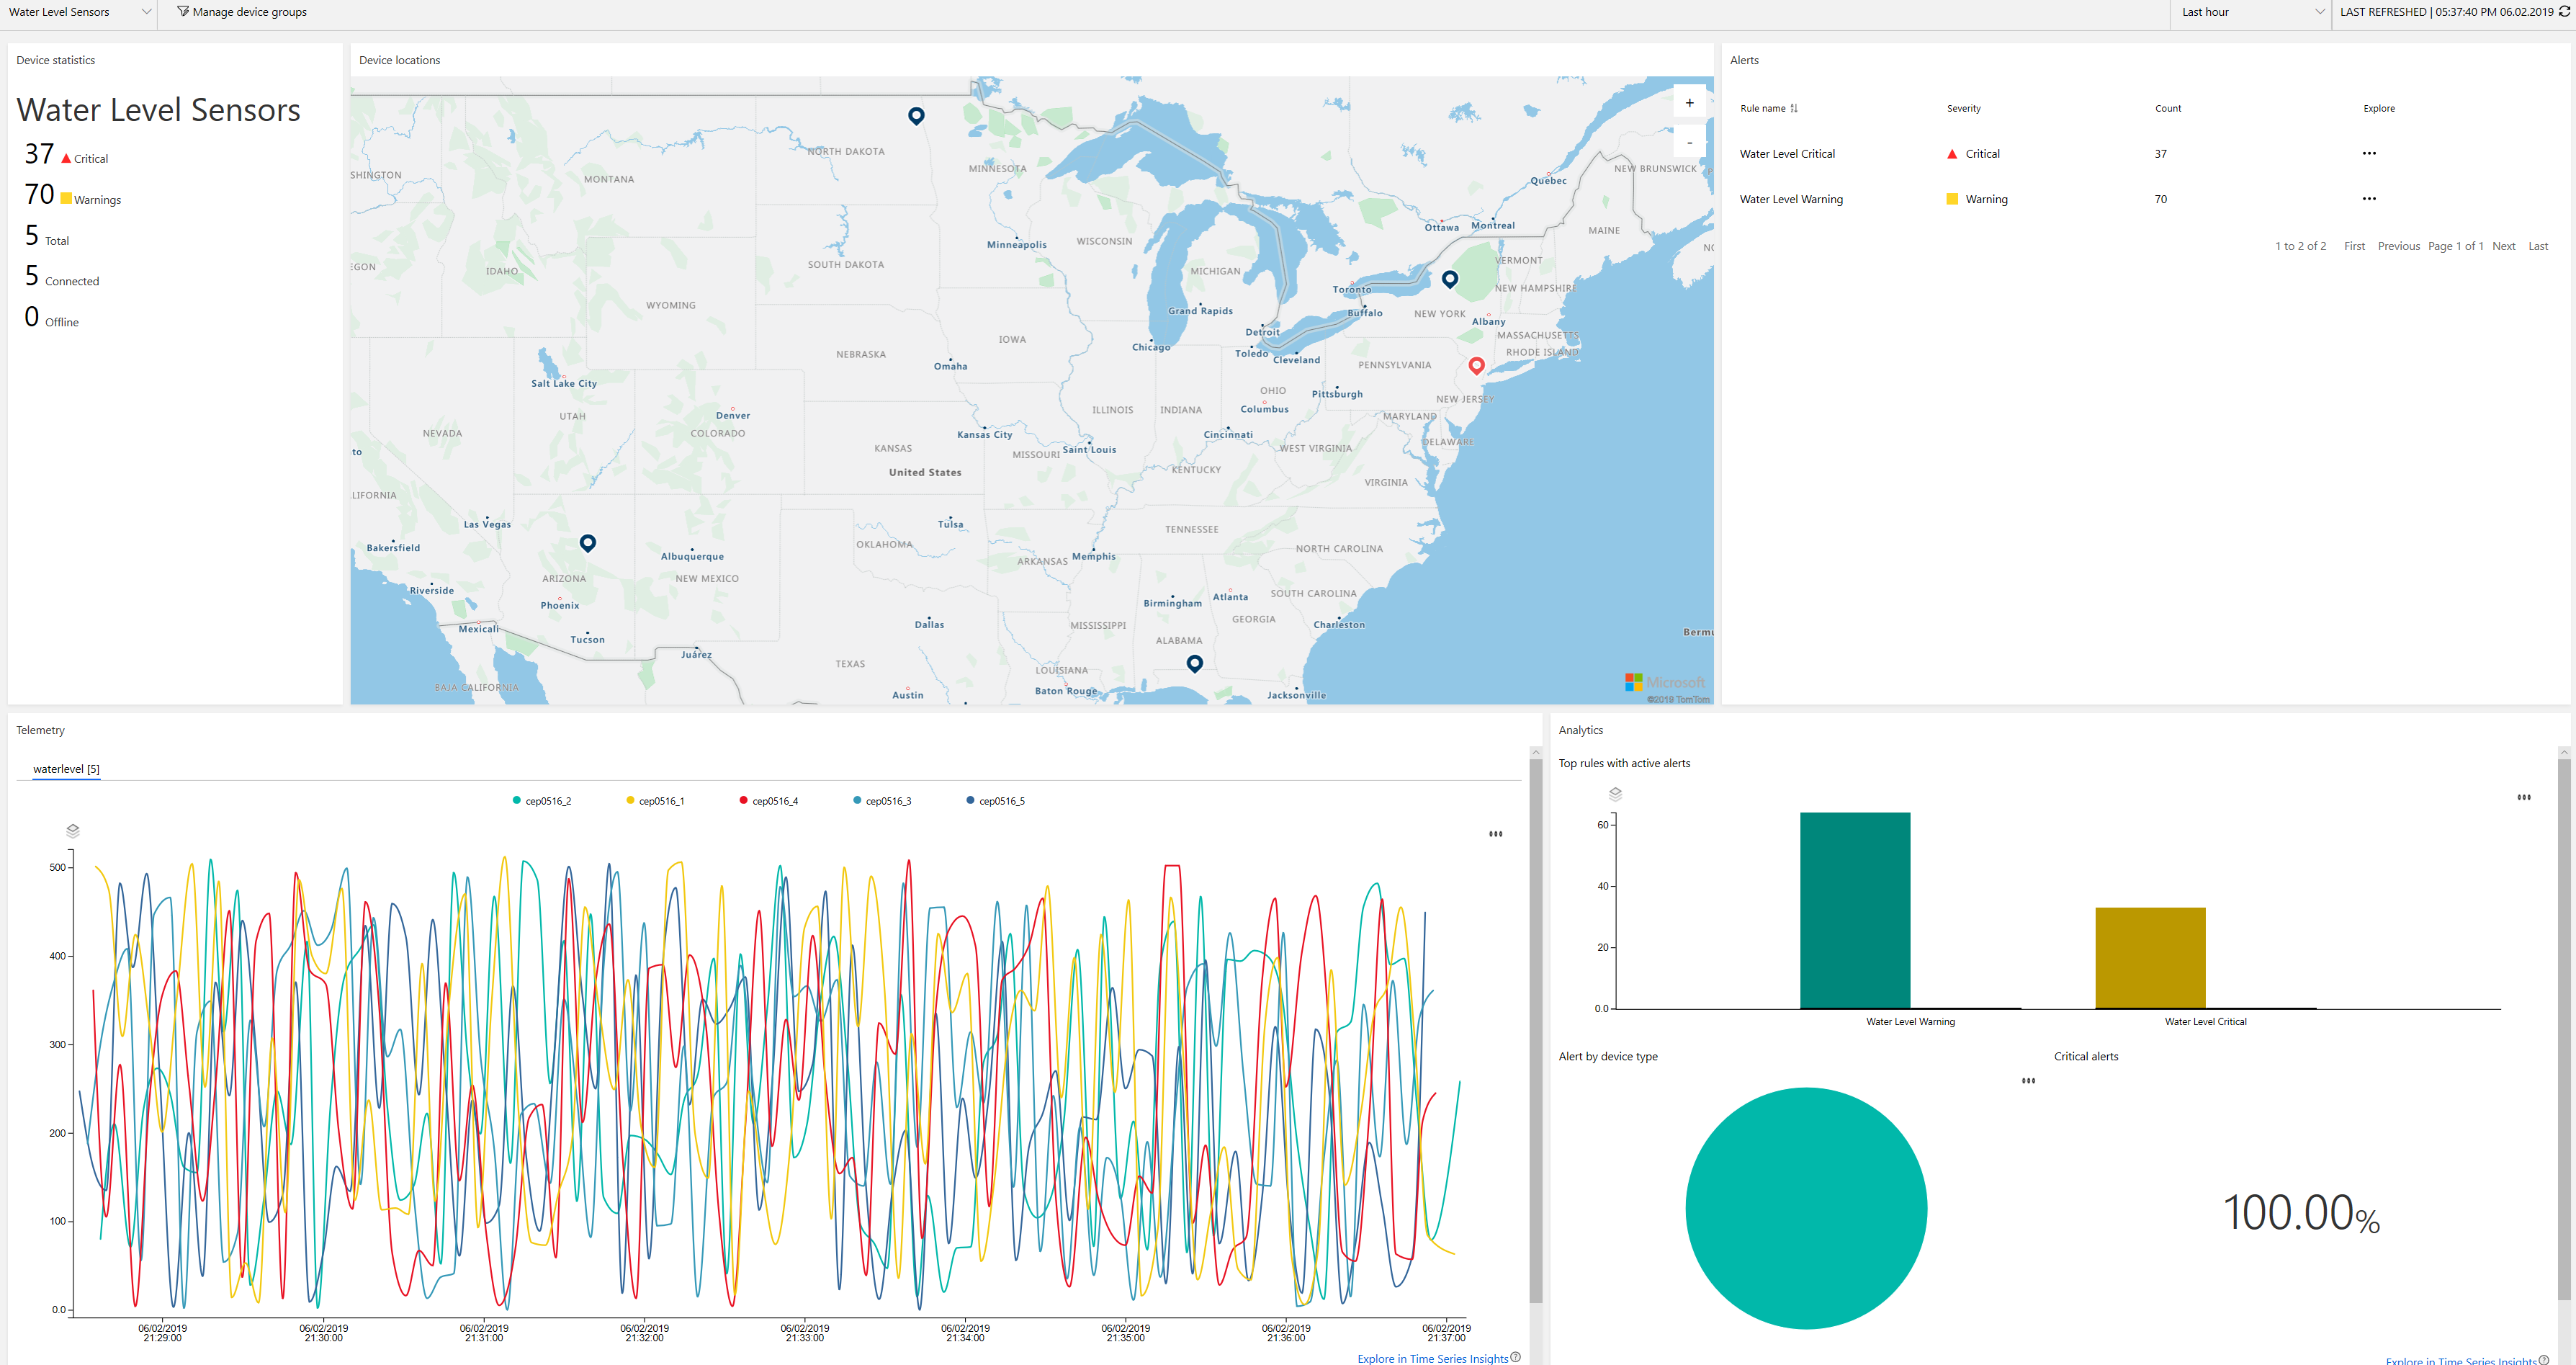 Water Level Sensors
Manage device groups
Last hour
LAST REFRESHED | 05:37:40 PM 06.02.2019
Device statistics
Water Level Sensors
37 Critical
70 Warnings
5 Total
5 Connected
0 Offline
Device locations
+
-
NORTH DAKOTA
MINNESOTA
SHINGTON
MONTANA
Quebec
NEW BRUNSWICK
Ottawa
Montreal
MAINE
Minneapolis
WISCONSIN
EGON
IDAHO
SOUTH DAKOTA
MICHIGAN
VERMONT
Toronto
NEW HAMPSHIRE
WYOMING
Grand Rapids
Buffalo
NEW YORK
Albany
Detroit
MASSACHUSETTS
IOWA
Chicago
NEBRASKA
Toledo
Cleveland
RHODE ISLAND
Omaha
PENNSYLVANIA
Salt Lake City
OHIO
Pittsburgh
NEW JERSEY
UTAH
Denver
ILLINOIS
INDIANA
Columbus
MARYLAND
NEVADA
COLORADO
Kansas City
Cincinnati
DELAWARE
to
KANSAS
MISSOURI
Saint Louis
WEST VIRGINIA
United States
KENTUCKY
VIRGINIA
LIFORNIA
Las Vegas
Tulsa
TENNESSEE
Bakersfield
Albuquerque
OKLAHOMA
ARKANSAS
Memphis
NORTH CAROLINA
ARIZONA
NEW MEXICO
Riverside
Phoenix
Birmingham
Atlanta
SOUTH CAROLINA
Mexicali
Tucson
Dallas
MISSISSIPPI
GEORGIA
Charleston
Bermu
Juárez
TEXAS
ALABAMA
LOUISIANA
BAJA CALIFORNIA
Austin
Baton Rouge
Jacksonville
Microsoft
©2019 TomTom
Alerts
Rule name Severity Count Explore
Water Level Critical Critical 37 •••
Water Level Warning Warning 70 •••
1 to 2 of 2 First Previous Page 1 of 1 Next Last
Telemetry
waterlevel [5]
cep0516_2 cep0516_1 cep0516_4 cep0516_3 cep0516_5
500
400
300
200
100
0.0
06/02/2019 06/02/2019 06/02/2019 06/02/2019 06/02/2019 06/02/2019 06/02/2019 06/02/2019 06/02/2019
21:29:00 21:30:00 21:31:00 21:32:00 21:33:00 21:34:00 21:35:00 21:36:00 21:37:00
Explore in Time Series Insights
Analytics
Top rules with active alerts
60
40
20
0.0
Water Level Warning Water Level Critical
Alert by device type
Critical alerts
100.00%
Explore in Time Series Insights